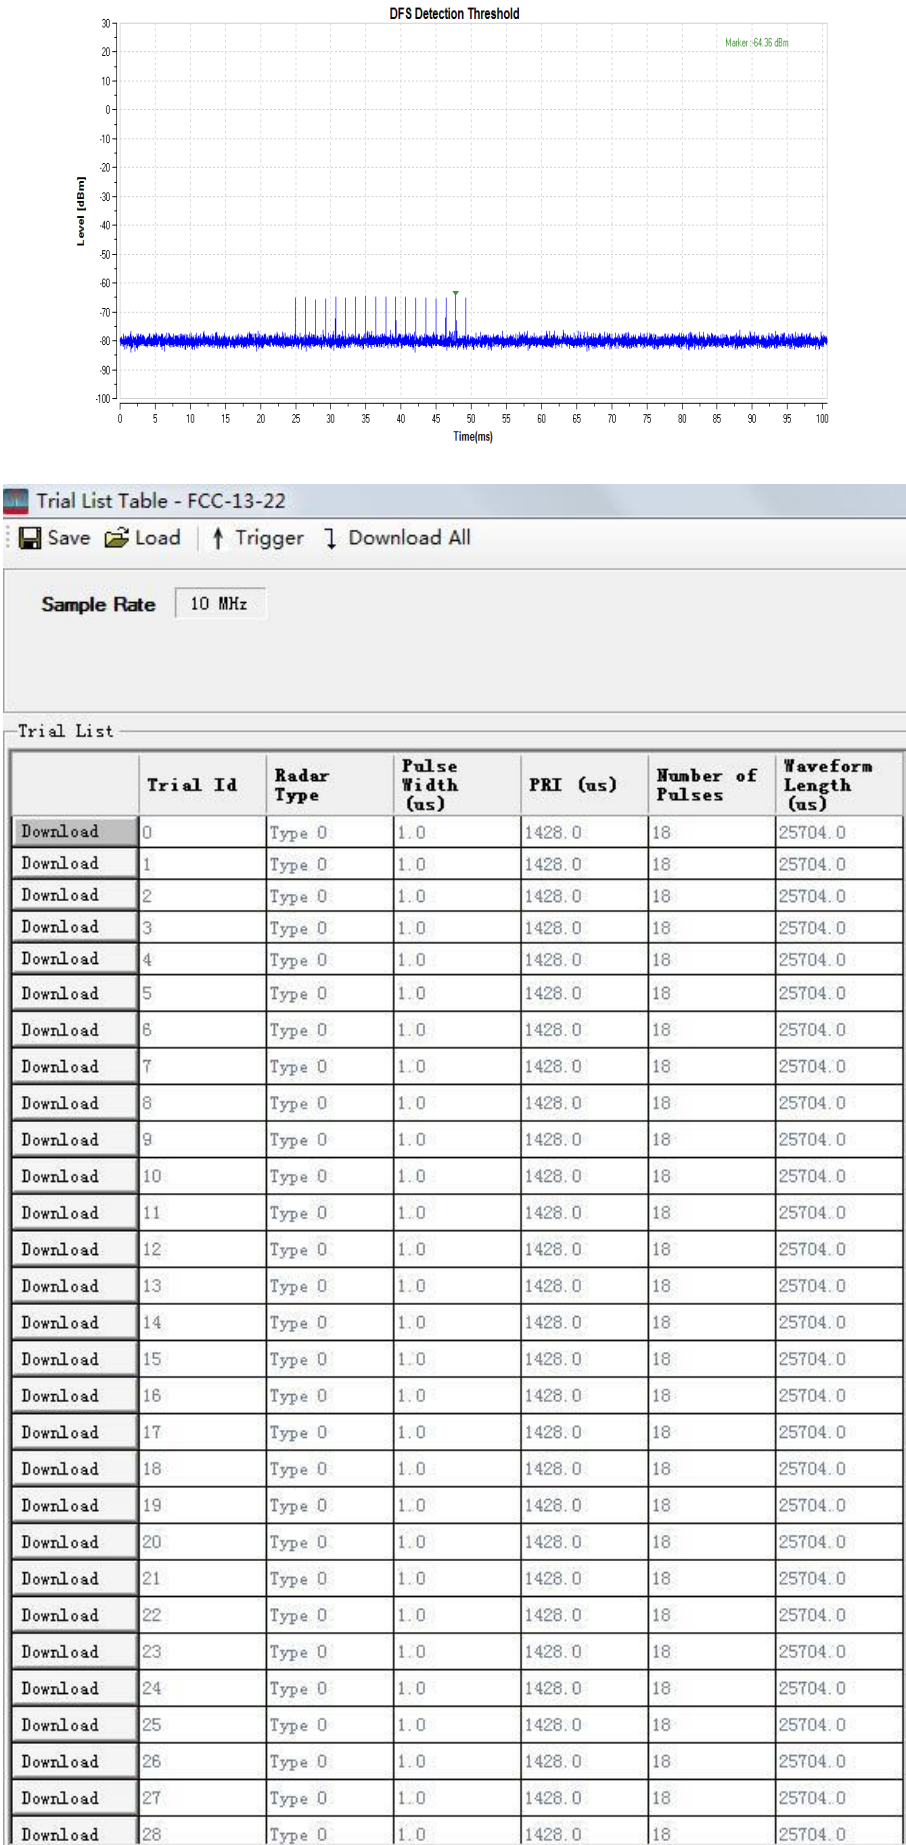 DFS Detection Threshold
Marker: -64.36 dBm
30
20
10
0
-10
-20
-30
-40
-50
-60
-70
-80
-90
-100
Level [dBm]
0 5 10 15 20 25 30 35 40 45 50 55 60 65 70 75 80 85 90 95 100
Time(ms)
Trial List Table - FCC-13-22
Save Load Trigger Download All
Sample Rate 10 MHz
Trial List
Trial Id Radar Type Pulse Width (us) PRI (us) Number of Pulses Waveform Length (us)
Download 0 Type 0 1.0 1428.0 18 25704.0
Download 1 Type 0 1.0 1428.0 18 25704.0
Download 2 Type 0 1.0 1428.0 18 25704.0
Download 3 Type 0 1.0 1428.0 18 25704.0
Download 4 Type 0 1.0 1428.0 18 25704.0
Download 5 Type 0 1.0 1428.0 18 25704.0
Download 6 Type 0 1.0 1428.0 18 25704.0
Download 7 Type 0 1.0 1428.0 18 25704.0
Download 8 Type 0 1.0 1428.0 18 25704.0
Download 9 Type 0 1.0 1428.0 18 25704.0
Download 10 Type 0 1.0 1428.0 18 25704.0
Download 11 Type 0 1.0 1428.0 18 25704.0
Download 12 Type 0 1.0 1428.0 18 25704.0
Download 13 Type 0 1.0 1428.0 18 25704.0
Download 14 Type 0 1.0 1428.0 18 25704.0
Download 15 Type 0 1.0 1428.0 18 25704.0
Download 16 Type 0 1.0 1428.0 18 25704.0
Download 17 Type 0 1.0 1428.0 18 25704.0
Download 18 Type 0 1.0 1428.0 18 25704.0
Download 19 Type 0 1.0 1428.0 18 25704.0
Download 20 Type 0 1.0 1428.0 18 25704.0
Download 21 Type 0 1.0 1428.0 18 25704.0
Download 22 Type 0 1.0 1428.0 18 25704.0
Download 23 Type 0 1.0 1428.0 18 25704.0
Download 24 Type 0 1.0 1428.0 18 25704.0
Download 25 Type 0 1.0 1428.0 18 25704.0
Download 26 Type 0 1.0 1428.0 18 25704.0
Download 27 Type 0 1.0 1428.0 18 25704.0
Download 28 Type 0 1.0 1428.0 18 25704.0